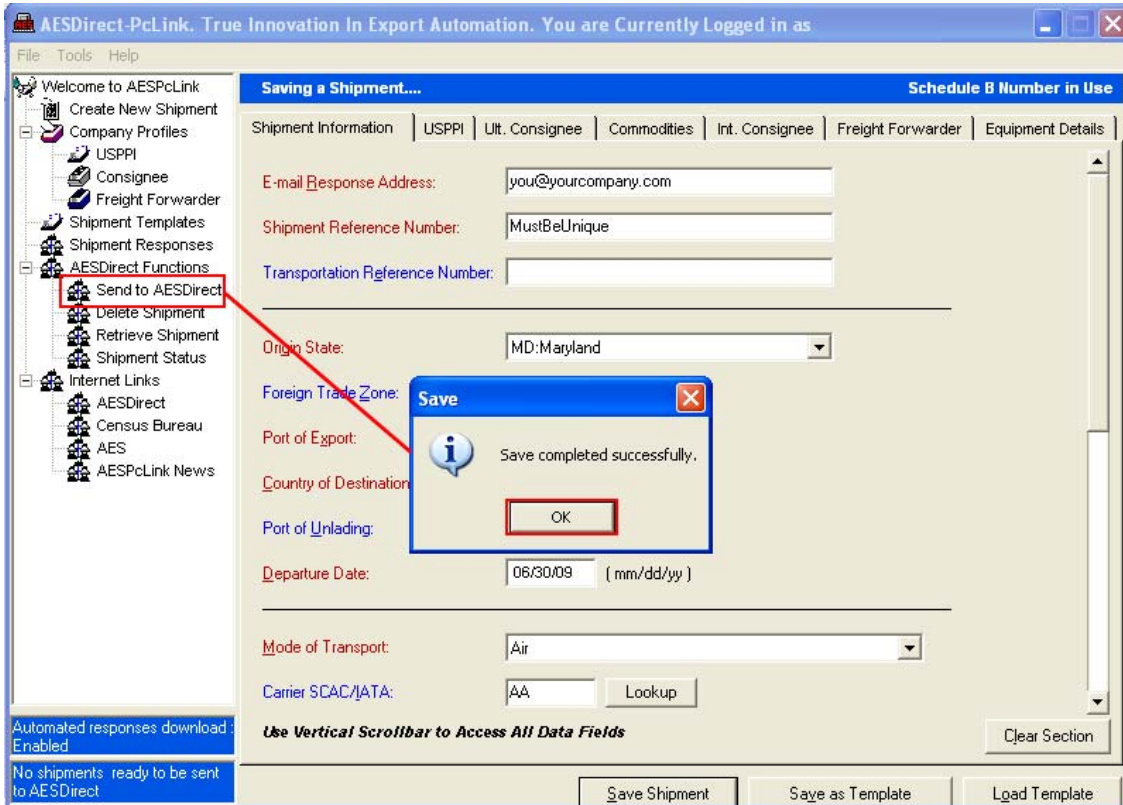 AESDirect-PcLink. True Innovation In Export Automation. You are Currently Logged in as
File Tools Help
Welcome to AESPcLink
Create New Shipment
Company Profiles
USPPI
Consignee
Freight Forwarder
Shipment Templates
Shipment Responses
AESDirect Functions
Send to AESDirect
Delete Shipment
Retrieve Shipment
Shipment Status
Internet Links
AESDirect
Census Bureau
AES
AESPcLink News
Automated responses download :
Enabled
No shipments ready to be sent
to AESDirect
Saving a Shipment.... Schedule B Number in Use
Shipment Information USPPI Ult. Consignee Commodities Int. Consignee Freight Forwarder Equipment Details
E-mail Response Address: you@yourcompany.com
Shipment Reference Number: MustBeUnique
Transportation Reference Number:
Origin State: MD:Maryland
Foreign Trade Zone:
Port of Export:
Country of Destination
Port of Unlading:
Departure Date: 06/30/09 ( mm/dd/yy )
Save
Save completed successfully.
OK
Mode of Transport: Air
Carrier SCAC/IATA: AA Lookup
Use Vertical Scrollbar to Access All Data Fields Clear Section
Save Shipment Save as Template Load Template